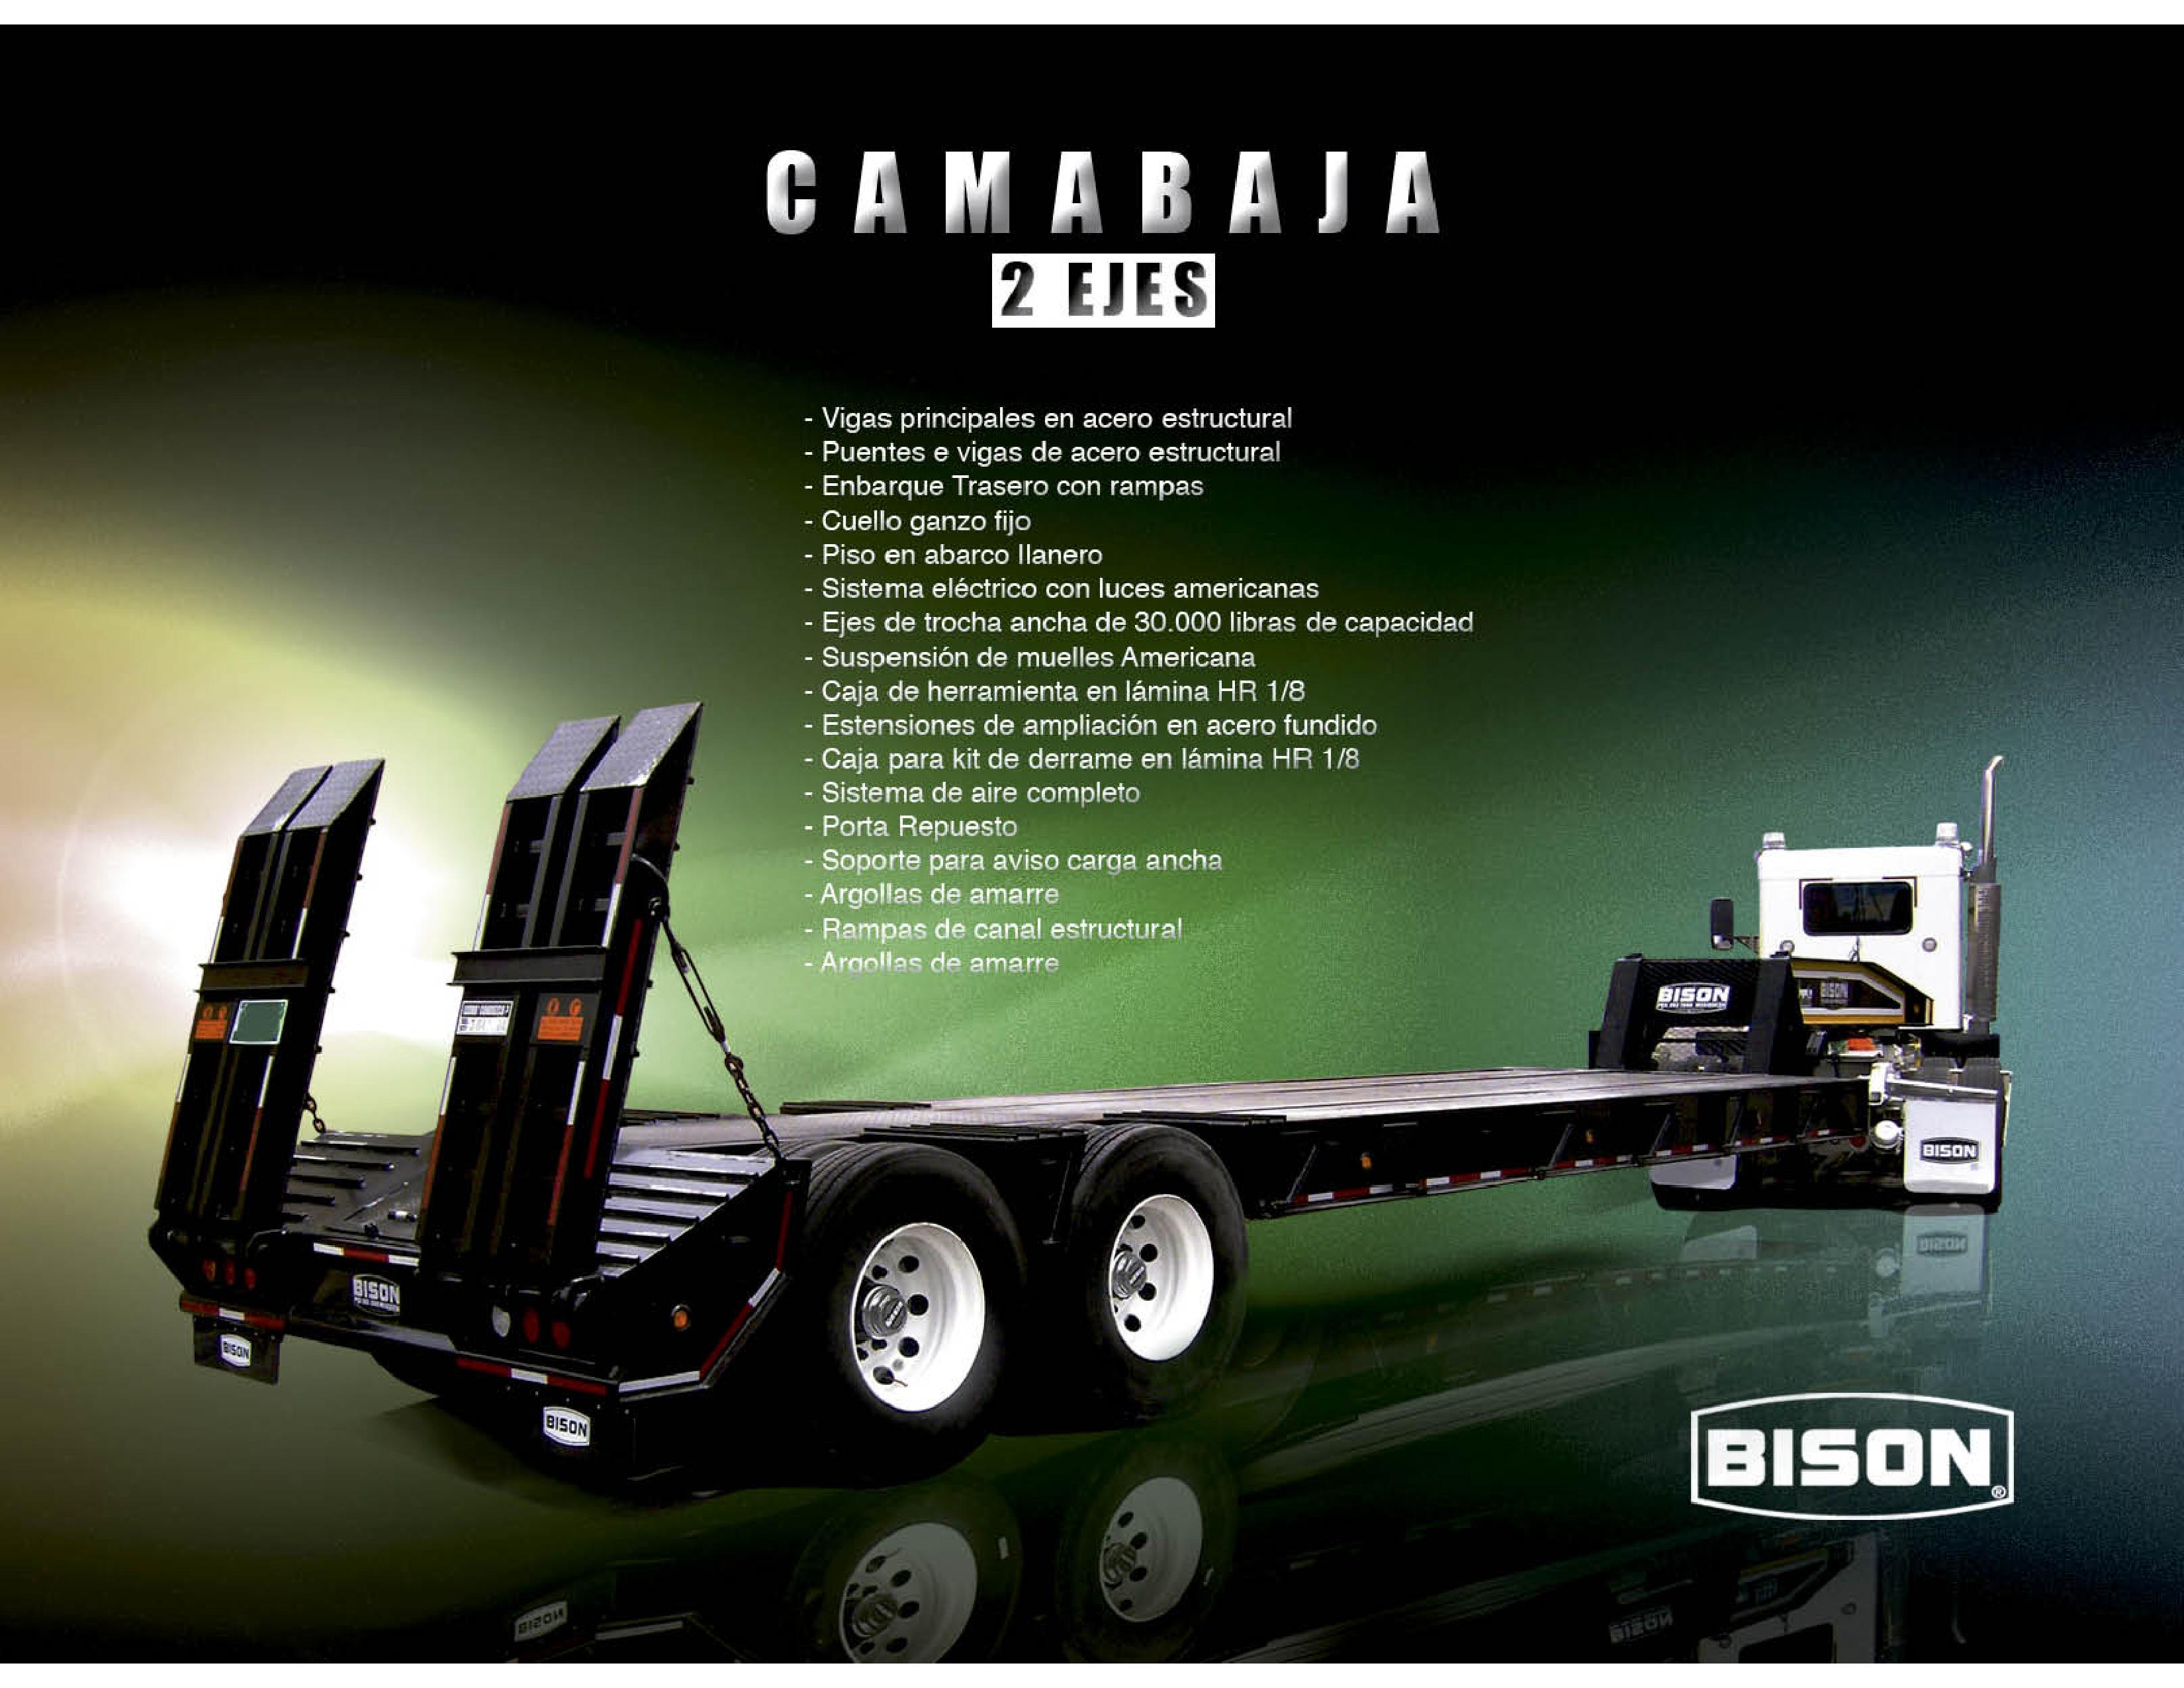 CAMABAJA
2 EJES
- Vigas principales en acero estructural
- Puentes e vigas de acero estructural
- Enbarque Trasero con rampas
- Cuello ganzo fijo
- Piso en abarco llanero
- Sistema eléctrico con luces americanas
- Ejes de trocha ancha de 30.000 libras de capacidad
- Suspensión de muelles Americana
- Caja de herramienta en lámina HR 1/8
- Estensiones de ampliación en acero fundido
- Caja para kit de derrame en lámina HR 1/8
- Sistema de aire completo
- Porta Repuesto
- Soporte para aviso carga ancha
- Argollas de amarre
- Rampas de canal estructural
- Argollas de amarre
BISON
BISON
BISON
BISON
BISON
BISON
BISON®